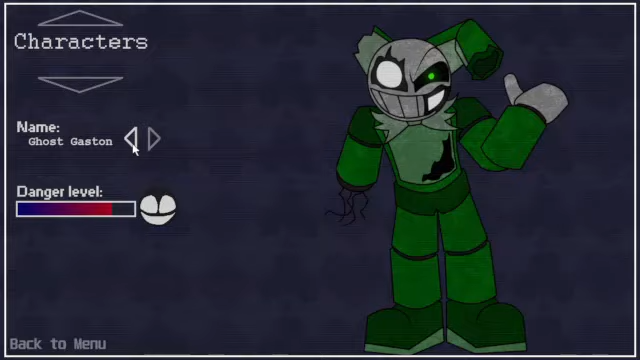 Characters
Name:
Ghost Gaston
Danger level:
Back to Menu